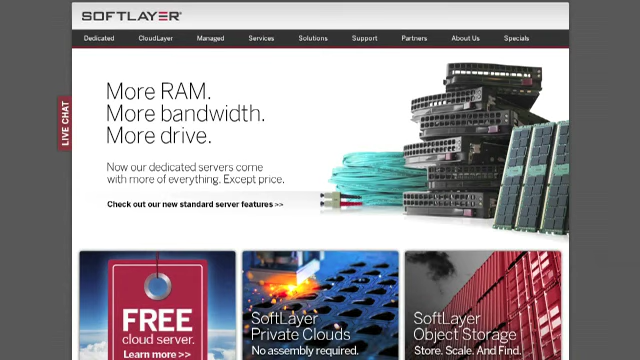 SOFTLAYER
Dedicated CloudLayer Managed Services Solutions Support Partners About Us Specials
LIVE CHAT
More RAM.
More bandwidth.
More drive.
Now our dedicated servers come
with more of everything. Except price.
Check out our new standard server features >>
FREE
cloud server.
Learn more >>
SoftLayer
Private Clouds
No assembly required.
SoftLayer
Object Storage
Store. Scale. And Find.